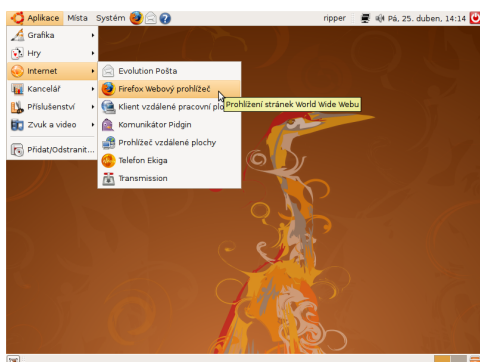 Aplikace Místa Systém ripper Pá, 25. duben, 14:14
Grafika
Hry
Internet
Kancelář
Příslušenství
Zvuk a video
Přidat/Odstranit...
Evolution Pošta
Firefox Webový prohlížeč
Prohlížení stránek World Wide Webu
Klient vzdálené pracovní plo
Komunikátor Pidgin
Prohlížeč vzdálené plochy
Telefon Ekiga
Transmission